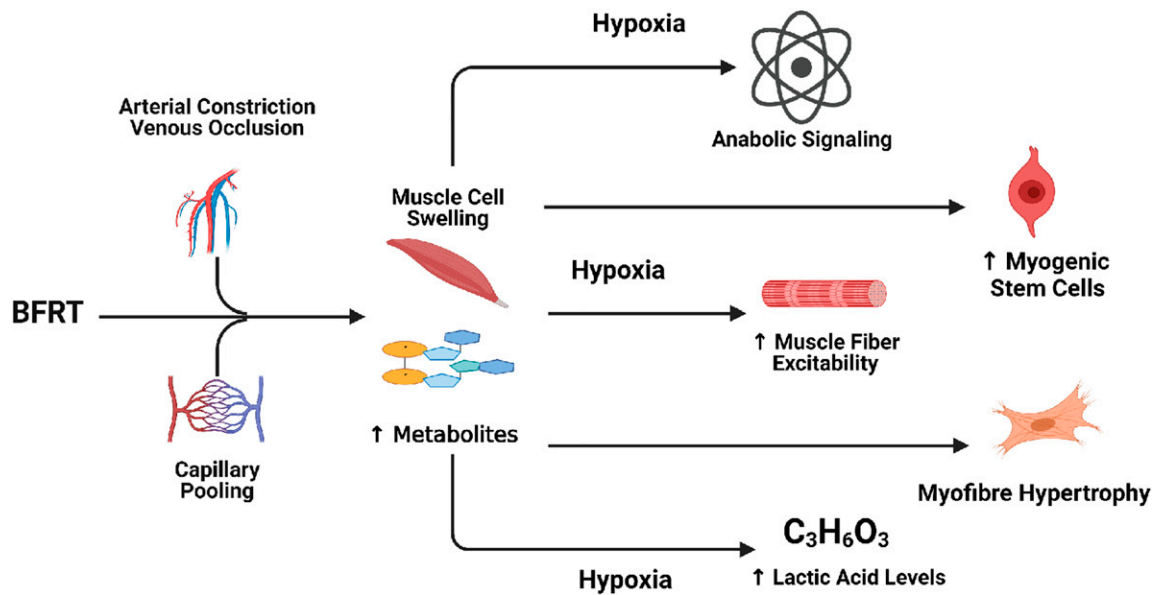 Hypoxia
Arterial Constriction
Venous Occlusion
Anabolic Signaling
Muscle Cell
Swelling
Hypoxia
↑ Myogenic
Stem Cells
BFRT
↑ Muscle Fiber
Excitability
↑ Metabolites
Capillary
Pooling
Myofibre Hypertrophy
C₃H₆O₃
Hypoxia
↑ Lactic Acid Levels